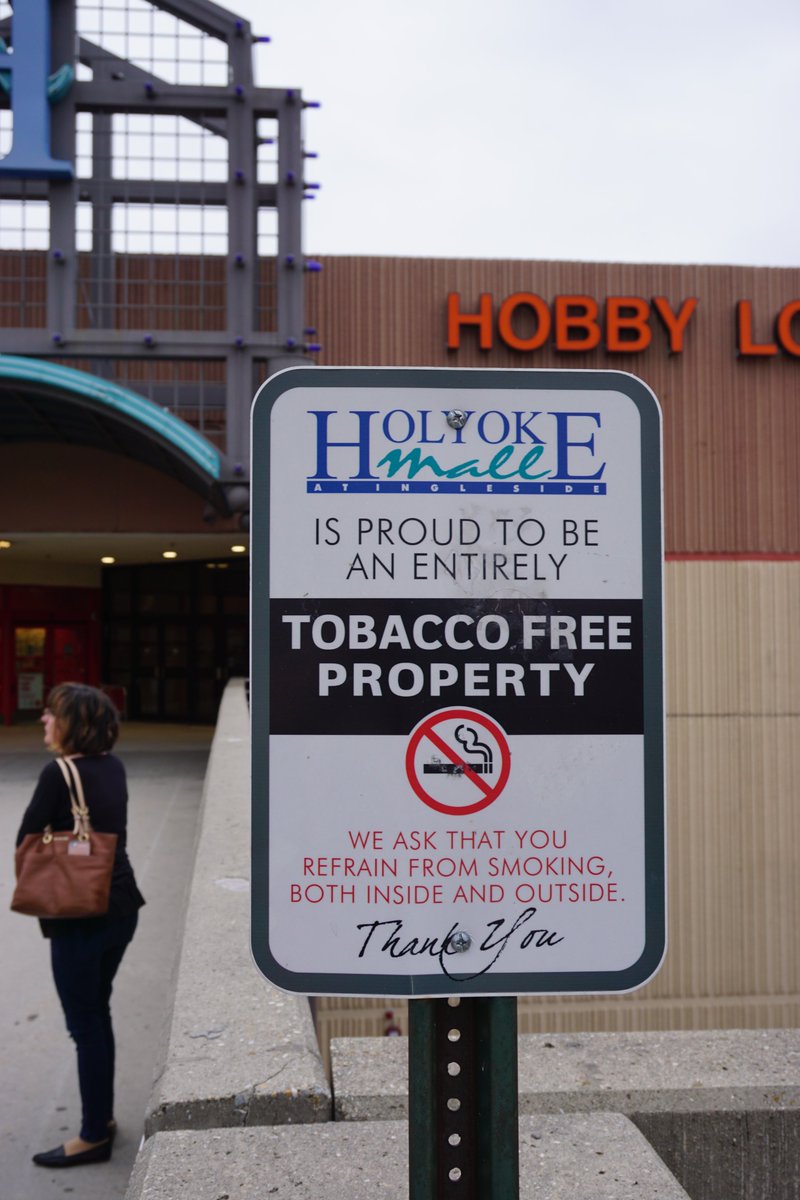 HOBBY LO
HOLYOKE
mall
AT INGLESIDE
IS PROUD TO BE
AN ENTIRELY
TOBACCO FREE
PROPERTY
WE ASK THAT YOU
REFRAIN FROM SMOKING,
BOTH INSIDE AND OUTSIDE.
Thank You